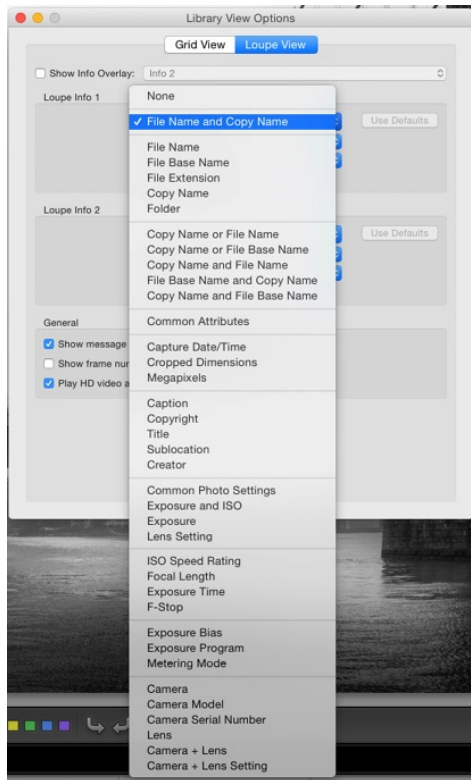 Library View Options
Grid View
Loupe View
Show Info Overlay:
Info 2
Loupe Info 1
Use Defaults
None
✓ File Name and Copy Name
File Name
File Base Name
File Extension
Copy Name
Folder
Loupe Info 2
Use Defaults
Copy Name or File Name
Copy Name or File Base Name
Copy Name and File Name
File Base Name and Copy Name
Copy Name and File Base Name
Common Attributes
General
Show message
Show frame
Play HD video
Capture Date/Time
Cropped Dimensions
Megapixels
Caption
Copyright
Title
Sublocation
Creator
Common Photo Settings
Exposure and ISO
Exposure
Lens Setting
ISO Speed Rating
Focal Length
Exposure Time
F-Stop
Exposure Bias
Exposure Program
Metering Mode
Camera
Camera Model
Camera Serial Number
Lens
Camera + Lens
Camera + Lens Setting